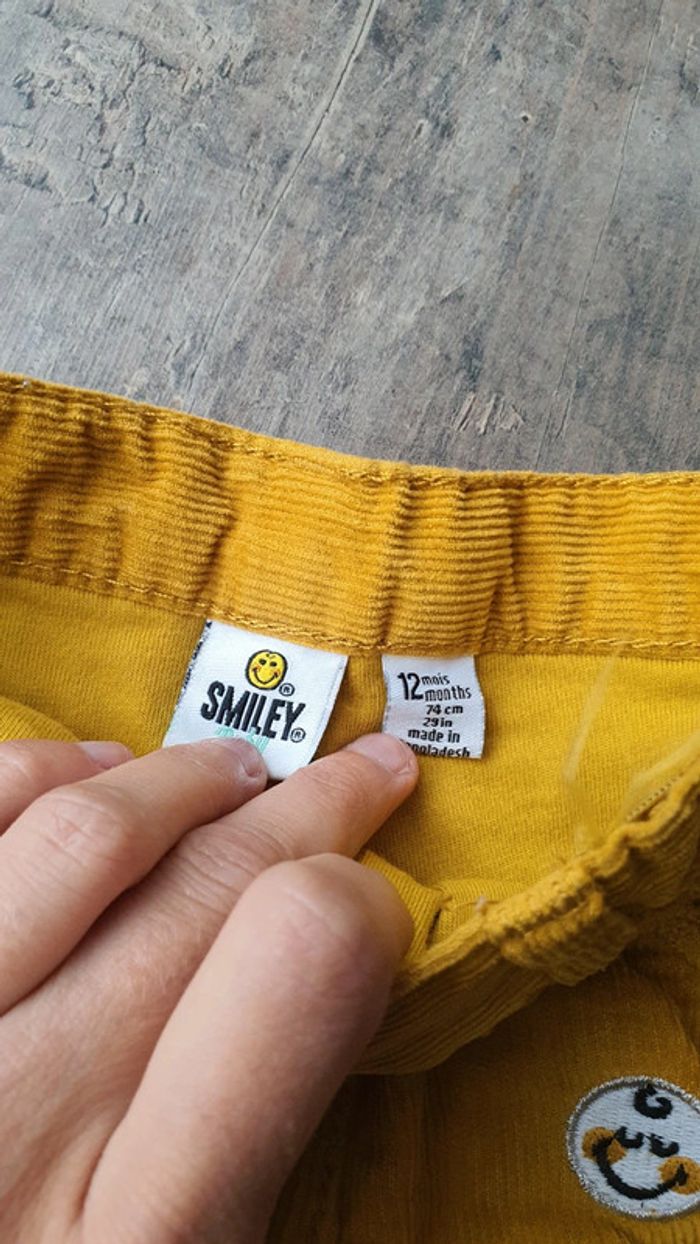 SMILEY®
12 mois
months
74 cm
29 in
made in